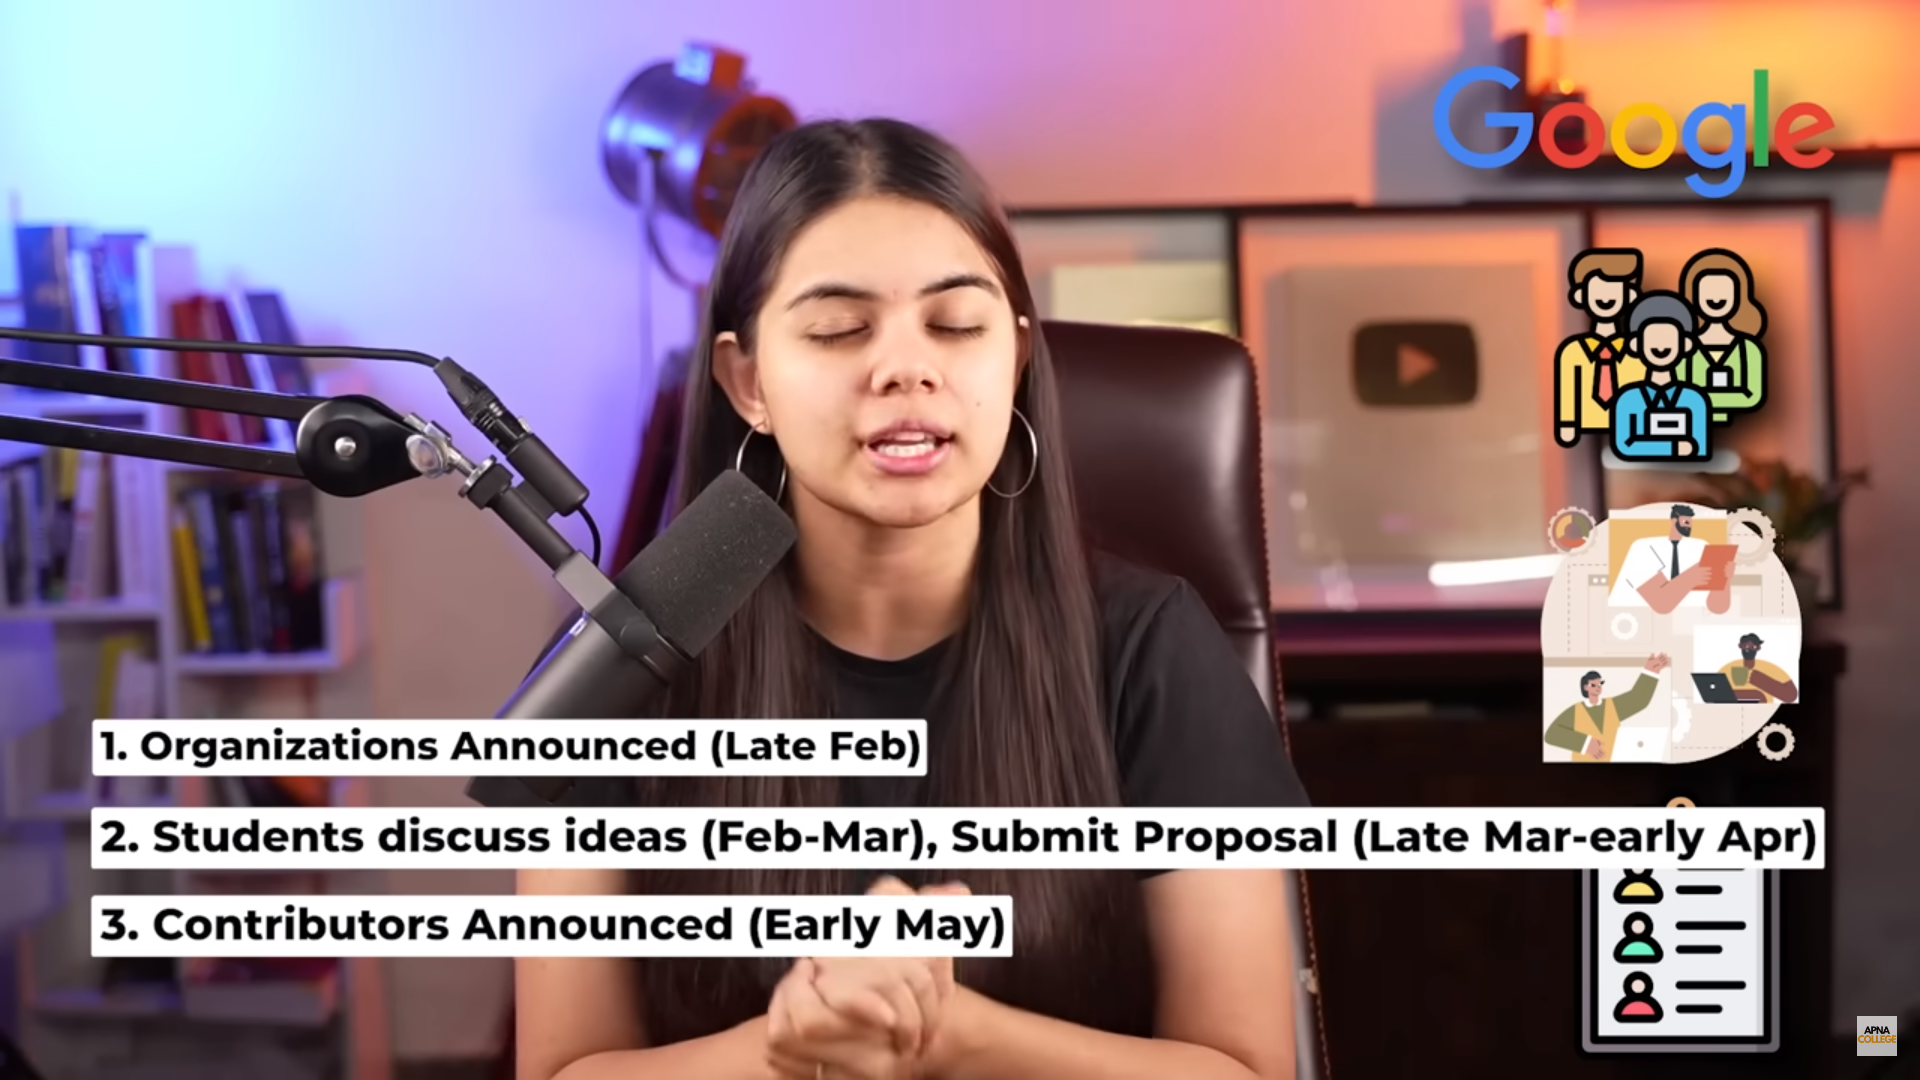 Google
1. Organizations Announced (Late Feb)
2. Students discuss ideas (Feb-Mar), Submit Proposal (Late Mar-early Apr)
3. Contributors Announced (Early May)
APNA
COLLEGE